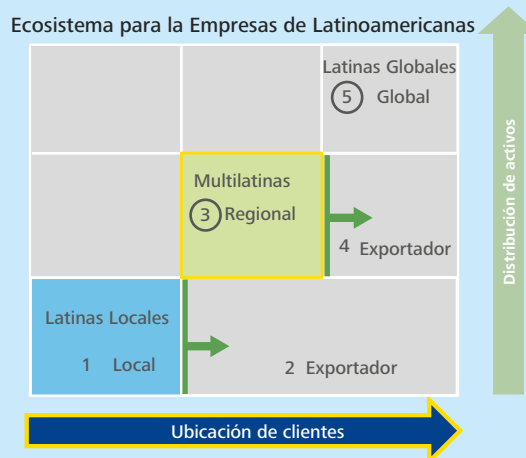 Ecosistema para la Empresas de Latinoamericanas
Latinas Globales
5 Global
Multilatinas
3 Regional
4 Exportador
Latinas Locales
1 Local
2 Exportador
Ubicación de clientes
Distribución de activos